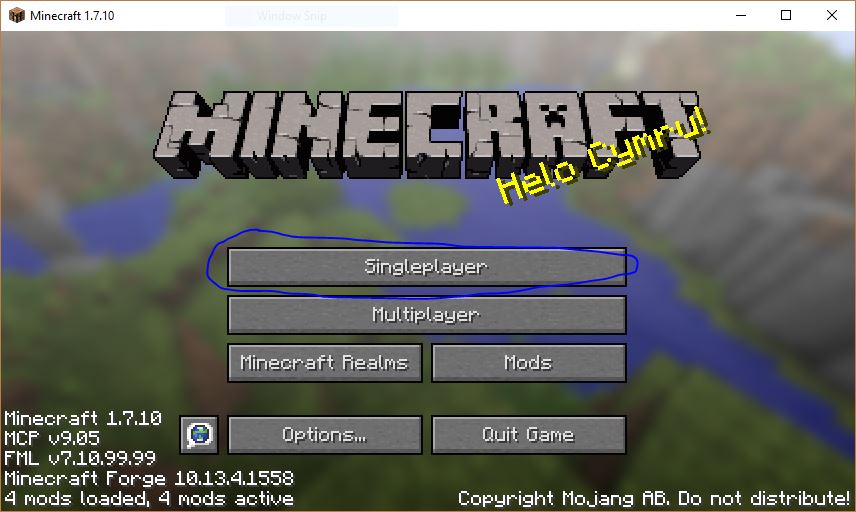 Minecraft 1.7.10
Window Snip
MINECRAFT
Helo Cymru!
Singleplayer
Multiplayer
Minecraft Realms
Mods
Options...
Quit Game
Minecraft 1.7.10
MCP v9.05
FML v7.10.99.99
Minecraft Forge 10.13.4.1558
4 mods loaded, 4 mods active
Copyright Mojang AB. Do not distribute!